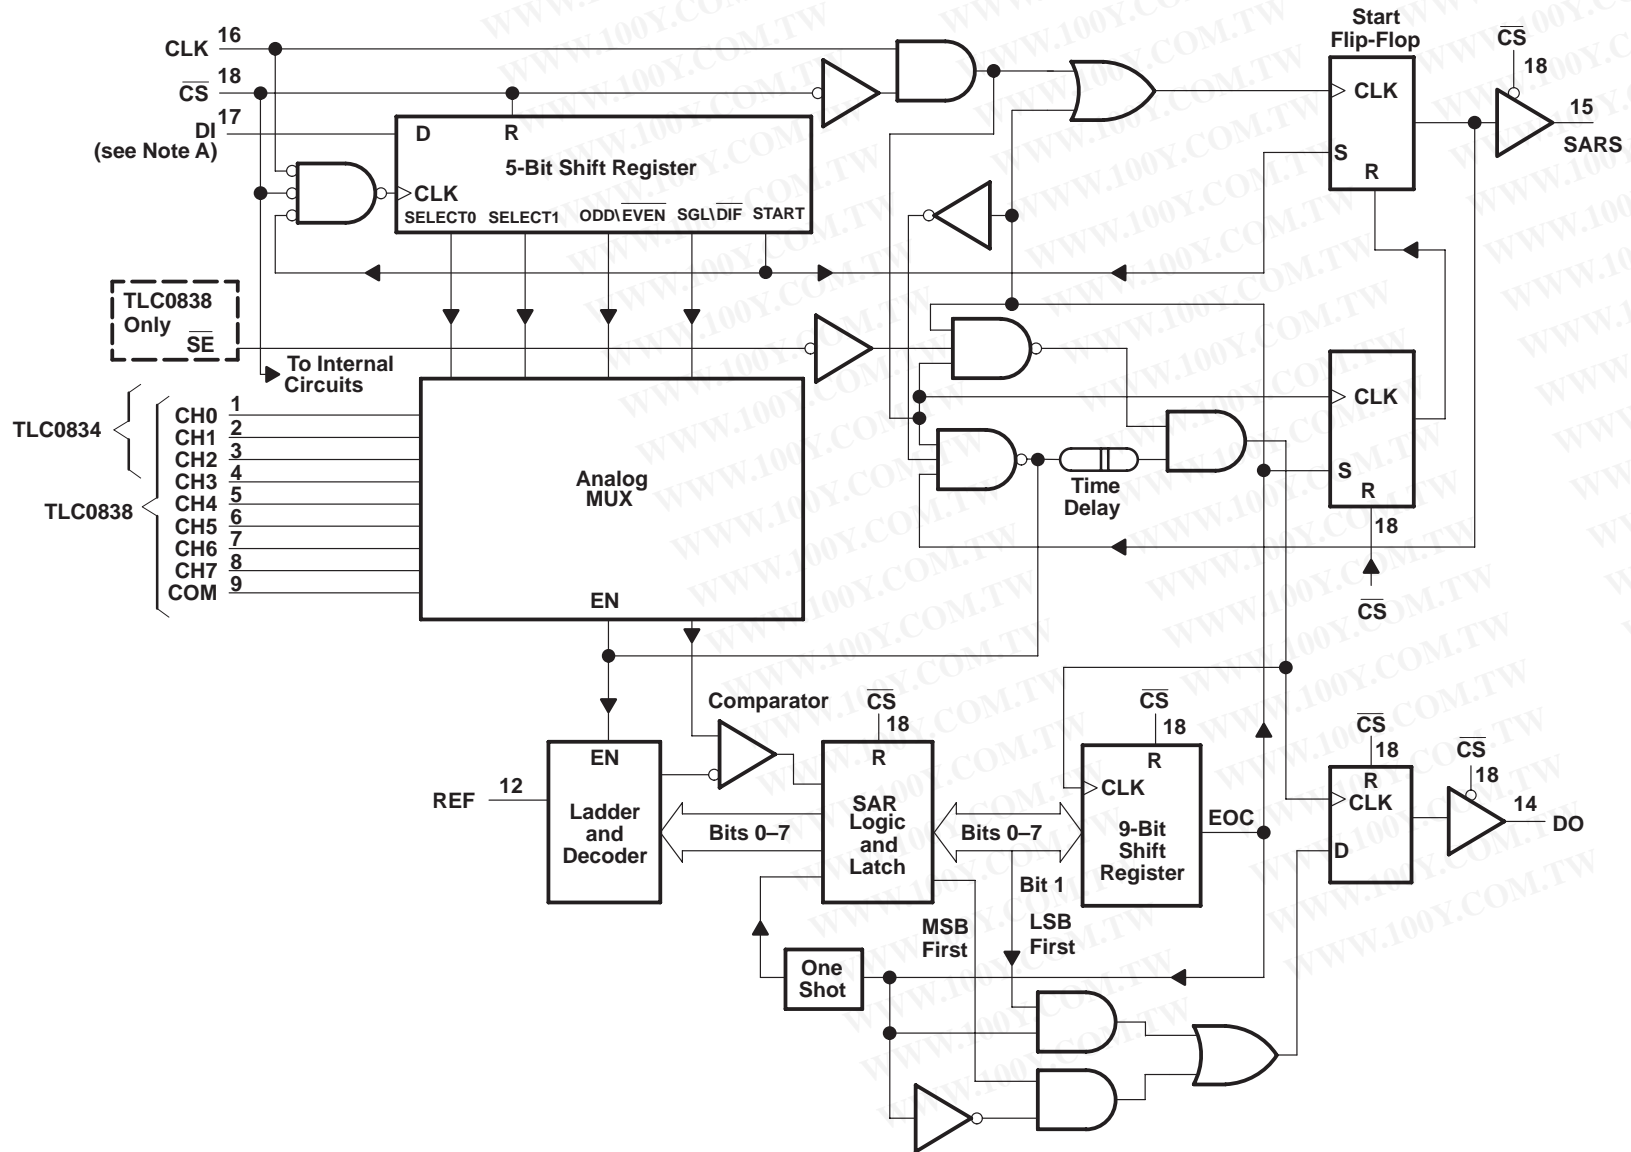 Start
Flip-Flop
CLK 16
CS 18
DI 17
(see Note A)
D
R
5-Bit Shift Register
CLK
SELECT0 SELECT1 ODD\EVEN SGL\DIF START
CLK
S
R
CS
18
15
SARS
TLC0838
Only
SE
To Internal
Circuits
TLC0834
TLC0838
CH0 1
CH1 2
CH2 3
CH3 4
CH4 5
CH5 6
CH6 7
CH7 8
COM 9
Analog
MUX
EN
Time
Delay
CLK
S
R
18
CS
Comparator
REF 12
EN
Ladder
and
Decoder
Bits 0–7
CS
18
R
SAR
Logic
and
Latch
Bits 0–7
CS
18
R
CLK
9-Bit
Shift
Register
EOC
Bit 1
MSB
First
LSB
First
One
Shot
CS
18
R
CLK
D
CS
18
14
DO
WWW.100Y.COM.TW